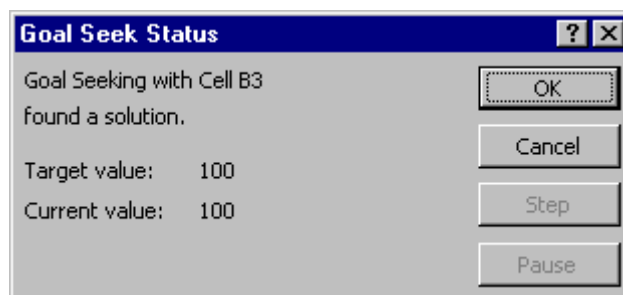 Goal Seek Status
Goal Seeking with Cell B3
found a solution.
Target value: 100
Current value: 100
OK
Cancel
Step
Pause